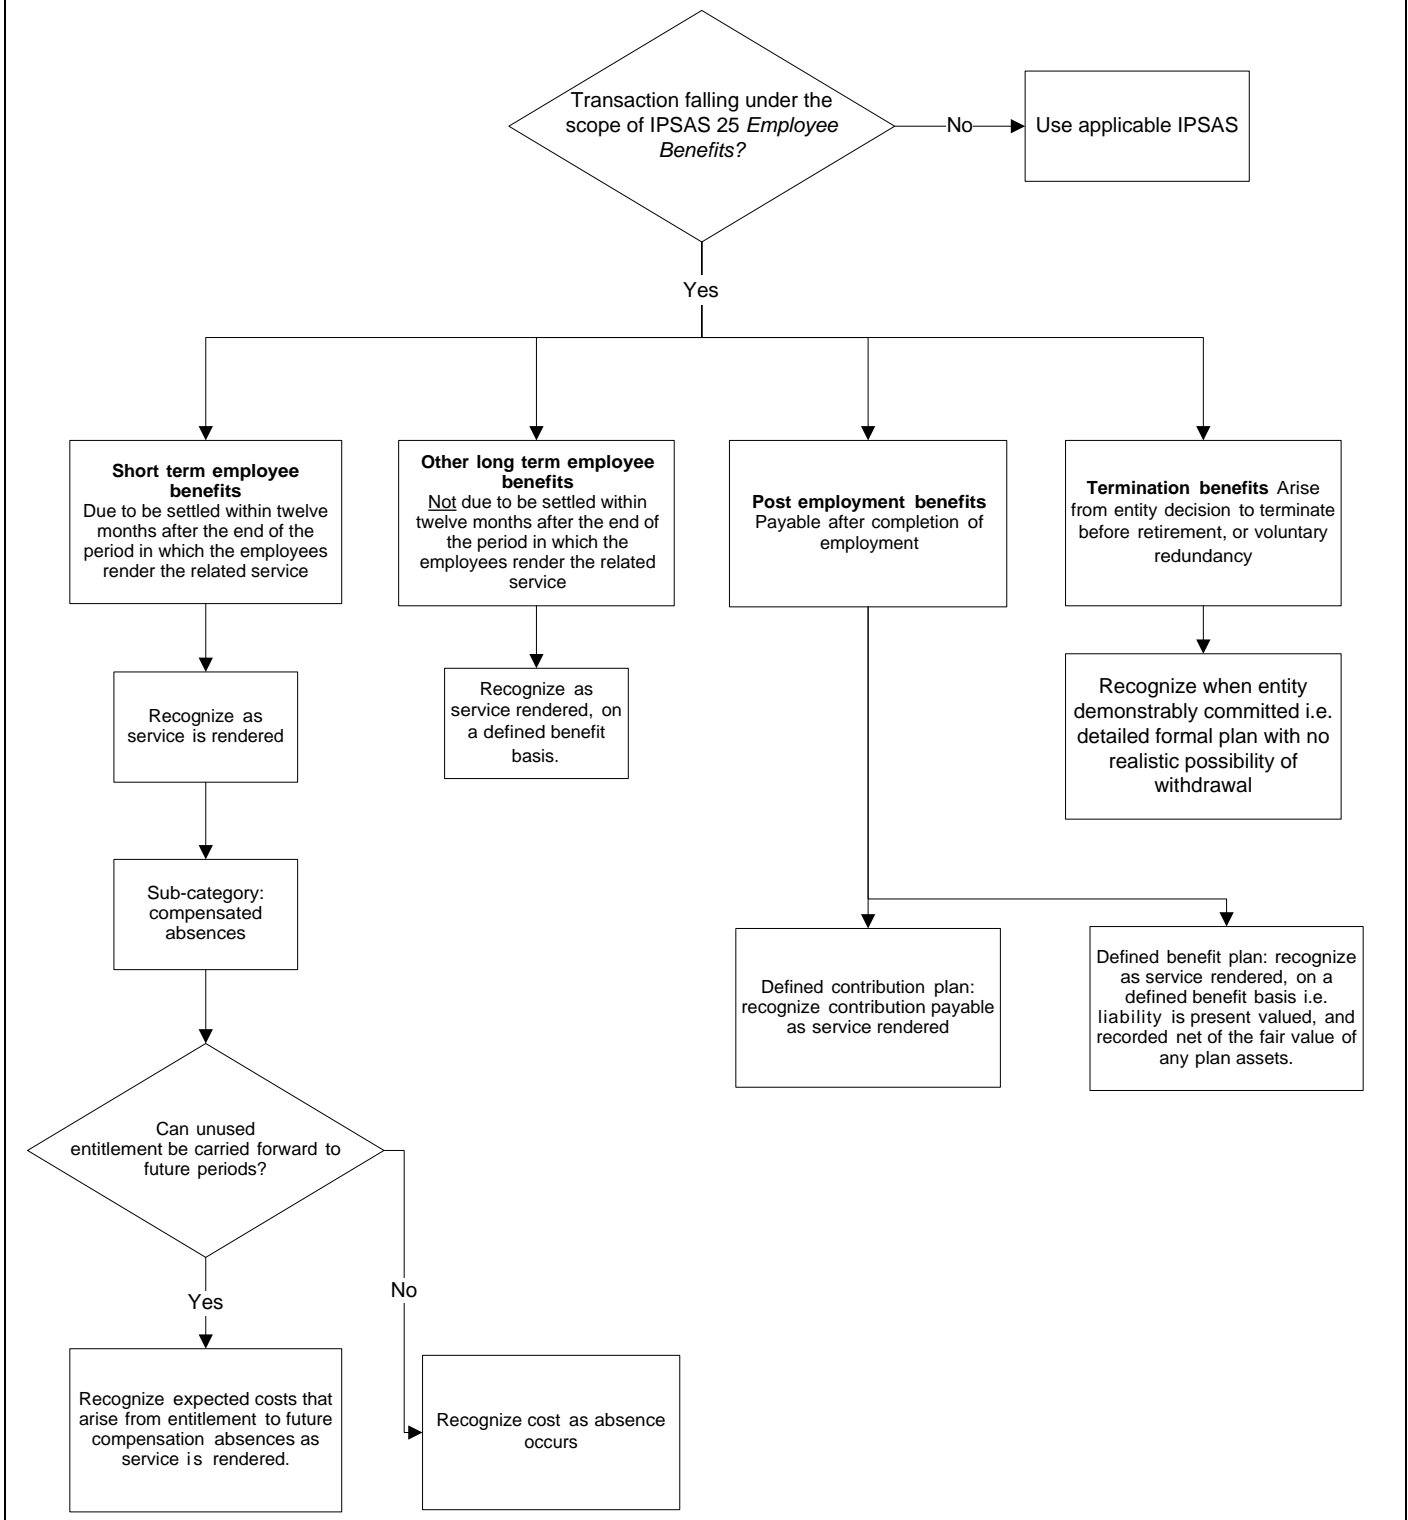 Transaction falling under the
scope of IPSAS 25 Employee
Benefits?
No
Use applicable IPSAS
Yes
Short term employee
benefits
Due to be settled within twelve
months after the end of the
period in which the employees
render the related service
Other long term employee
benefits
Not due to be settled within
twelve months after the end of
the period in which the
employees render the related
service
Post employment benefits
Payable after completion of
employment
Termination benefits Arise
from entity decision to terminate
before retirement, or voluntary
redundancy
Recognize as
service is rendered
Recognize as
service rendered, on
a defined benefit
basis.
Recognize when entity
demonstrably committed i.e.
detailed formal plan with no
realistic possibility of
withdrawal
Sub-category:
compensated
absences
Defined contribution plan:
recognize contribution payable
as service rendered
Defined benefit plan: recognize
as service rendered, on a
defined benefit basis i.e.
liability is present valued, and
recorded net of the fair value of
any plan assets.
Can unused
entitlement be carried forward to
future periods?
Yes
No
Recognize expected costs that
arise from entitlement to future
compensation absences as
service is rendered.
Recognize cost as absence
occurs